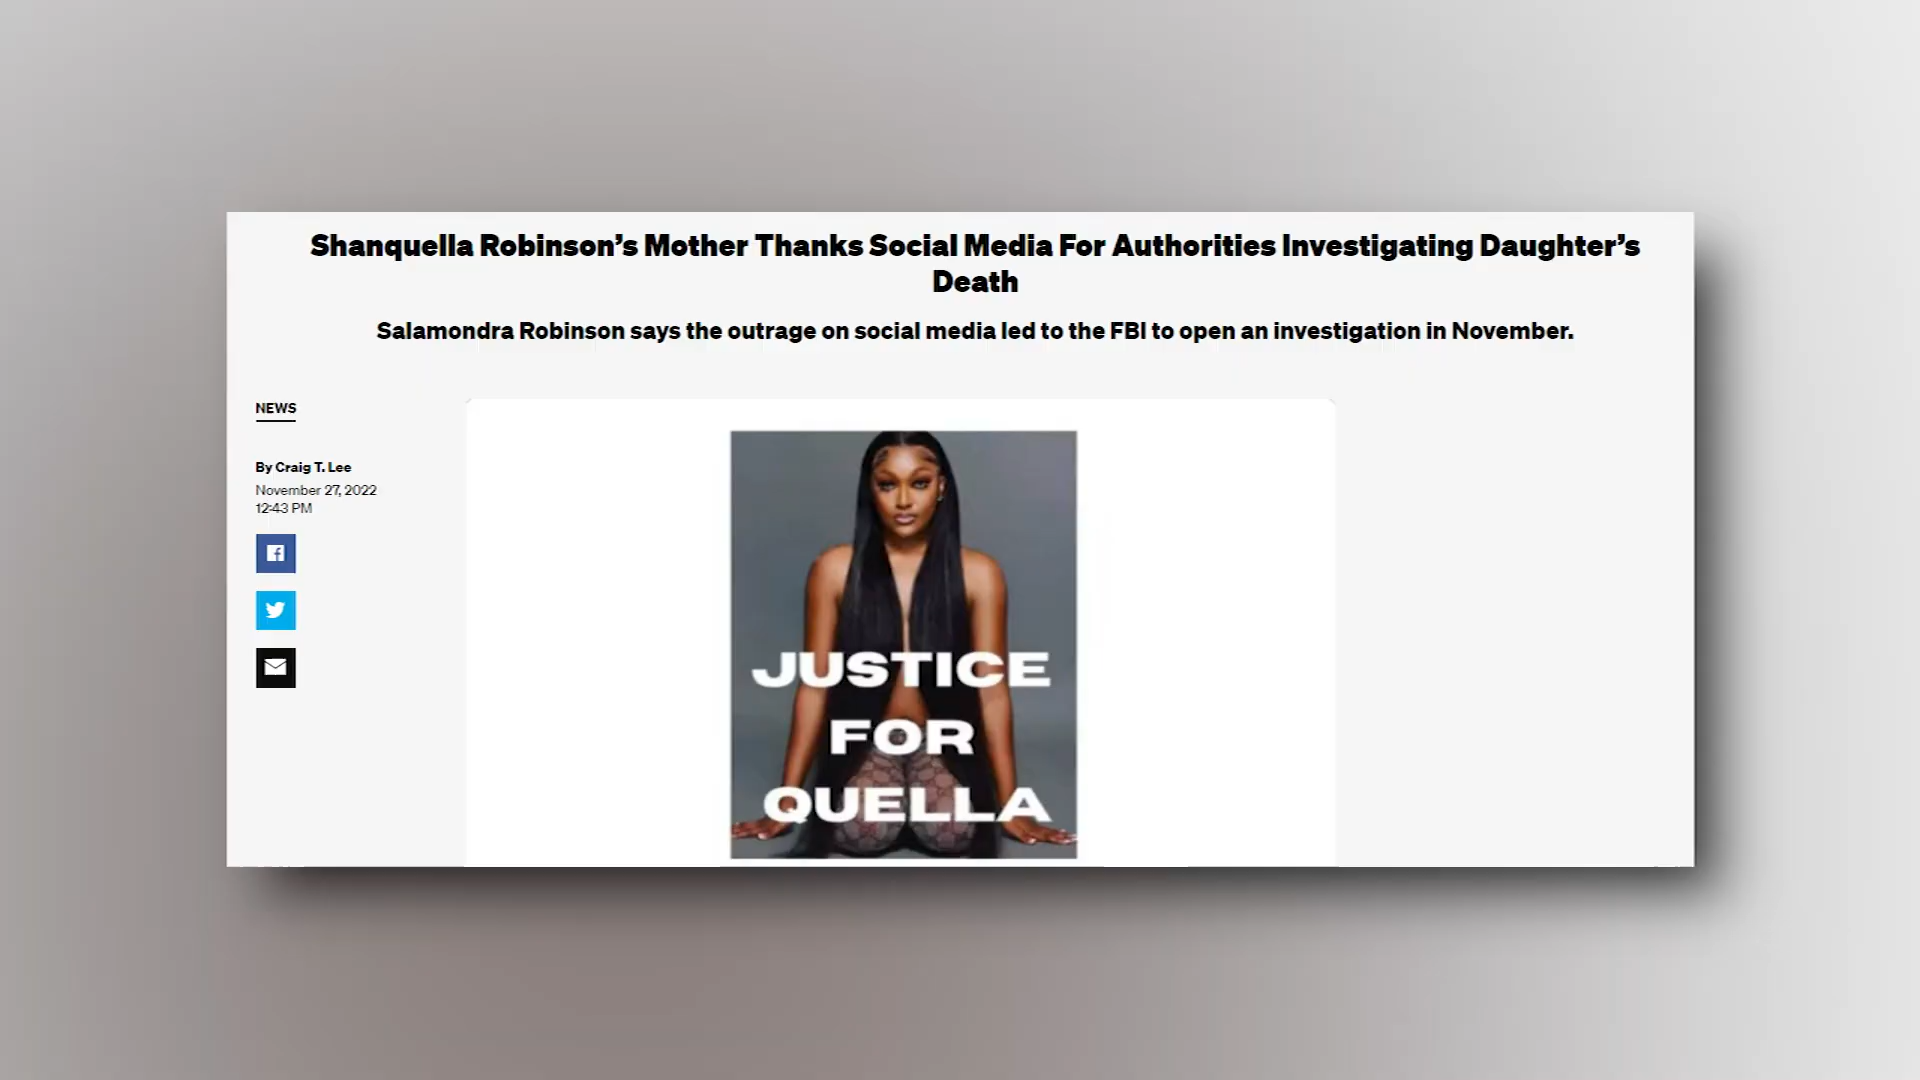 Shanquella Robinson’s Mother Thanks Social Media For Authorities Investigating Daughter’s
Death
Salamondra Robinson says the outrage on social media led to the FBI to open an investigation in November.
NEWS
By Craig T. Lee
November 27, 2022
12:43 PM
JUSTICE
FOR
QUELLA